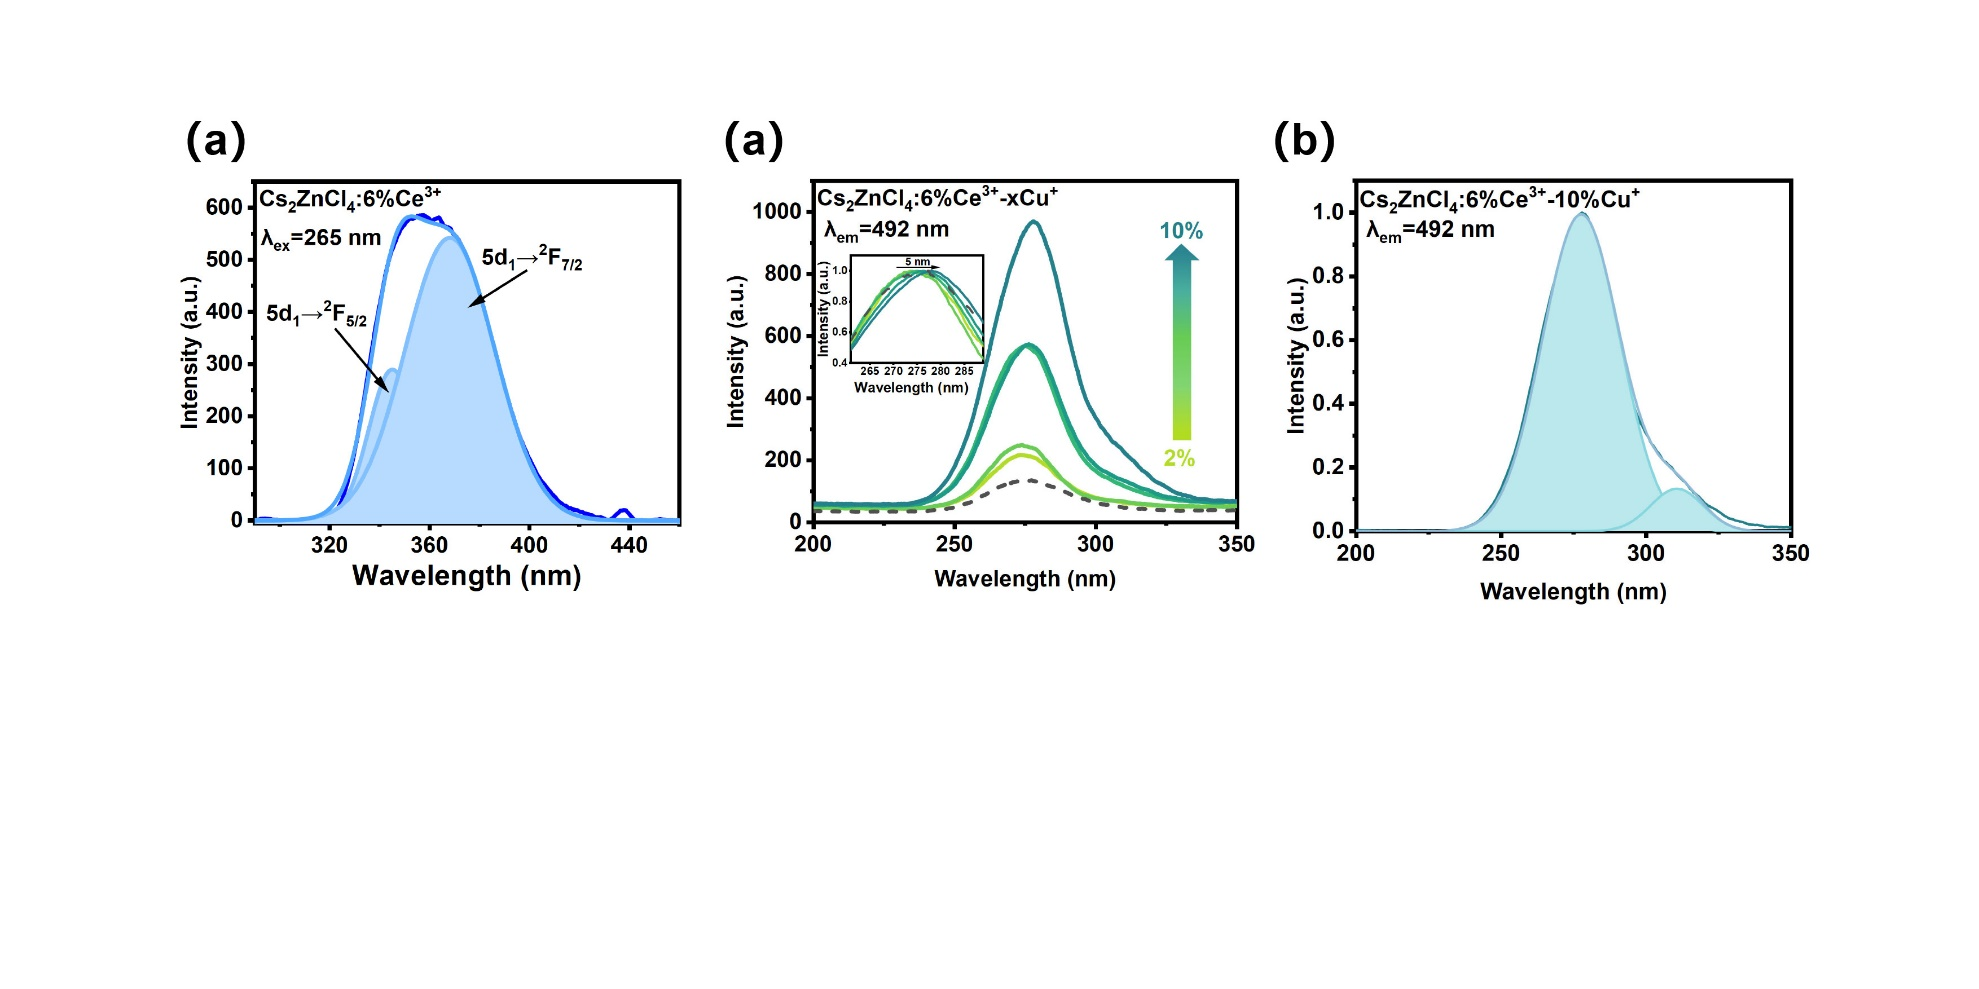 (a)
Cs2ZnCl4:6%Ce3+
λex=265 nm
5d1→2F7/2
5d1→2F5/2
600
500
400
300
200
100
0
Intensity (a.u.)
320 360 400 440
Wavelength (nm)
(a)
Cs2ZnCl4:6%Ce3+-xCu+
λem=492 nm
10%
2%
1000
800
600
400
200
0
Intensity (a.u.)
5 nm
1.0
0.8
0.6
0.4
Intensity (a.u.)
265 270 275 280 285
Wavelength (nm)
200 250 300 350
Wavelength (nm)
(b)
Cs2ZnCl4:6%Ce3+-10%Cu+
λem=492 nm
1.0
0.8
0.6
0.4
0.2
0.0
Intensity (a.u.)
200 250 300 350
Wavelength (nm)